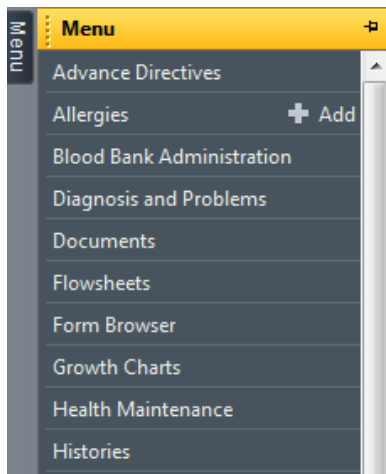 Menu
Menu
Advance Directives
Allergies Add
Blood Bank Administration
Diagnosis and Problems
Documents
Flowsheets
Form Browser
Growth Charts
Health Maintenance
Histories